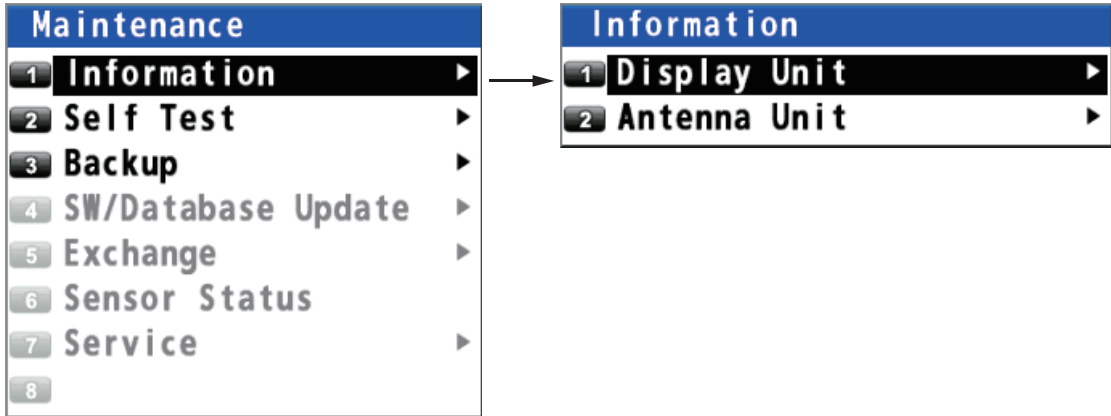 Maintenance
1 Information
2 Self Test
3 Backup
4 SW/Database Update
5 Exchange
6 Sensor Status
7 Service
8
Information
1 Display Unit
2 Antenna Unit